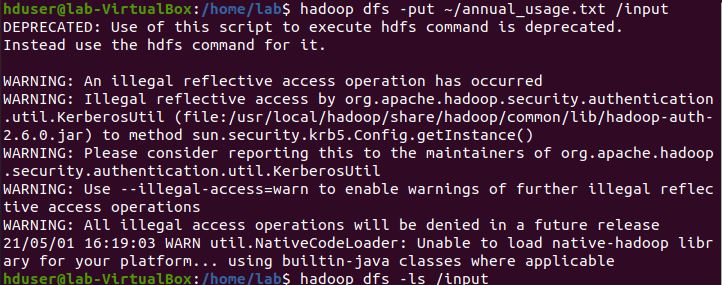 hduser@lab-VirtualBox:/home/lab$ hadoop dfs -put ~/annual_usage.txt /input
DEPRECATED: Use of this script to execute hdfs command is deprecated.
Instead use the hdfs command for it.

WARNING: An illegal reflective access operation has occurred
WARNING: Illegal reflective access by org.apache.hadoop.security.authentication
.util.KerberosUtil (file:/usr/local/hadoop/share/hadoop/common/lib/hadoop-auth-
2.6.0.jar) to method sun.security.krb5.Config.getInstance()
WARNING: Please consider reporting this to the maintainers of org.apache.hadoop
.security.authentication.util.KerberosUtil
WARNING: Use --illegal-access=warn to enable warnings of further illegal reflec
tive access operations
WARNING: All illegal access operations will be denied in a future release
21/05/01 16:19:03 WARN util.NativeCodeLoader: Unable to load native-hadoop libr
ary for your platform... using builtin-java classes where applicable
hduser@lab-VirtualBox:/home/lab$ hadoop dfs -ls /input